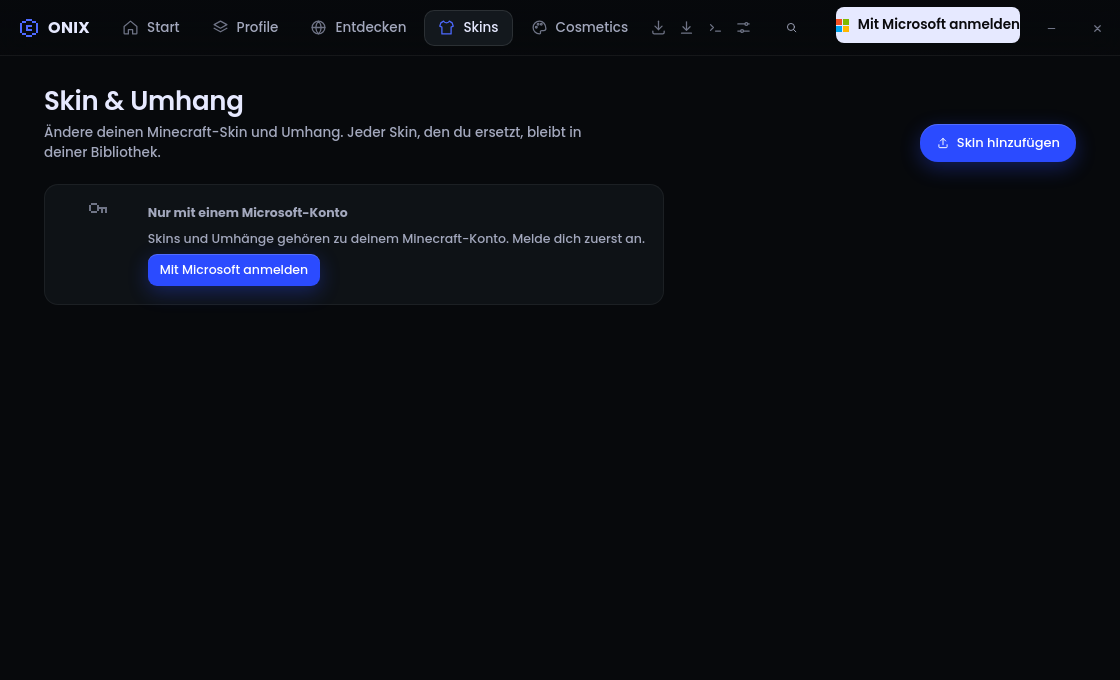 ONIX
Start
Profile
Entdecken
Skins
Cosmetics
Mit Microsoft anmelden
Skin & Umhang
Ändere deinen Minecraft-Skin und Umhang. Jeder Skin, den du ersetzt, bleibt in
deiner Bibliothek.
Skin hinzufügen
Nur mit einem Microsoft-Konto
Skins und Umhänge gehören zu deinem Minecraft-Konto. Melde dich zuerst an.
Mit Microsoft anmelden